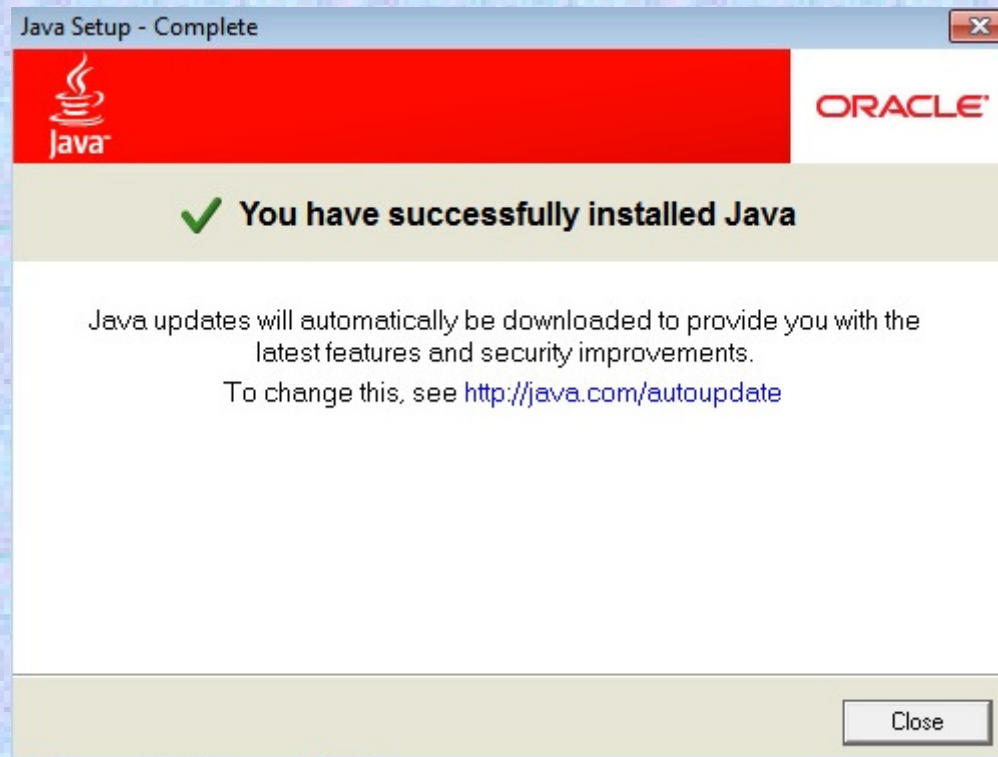 Java Setup - Complete
Java™
ORACLE®
You have successfully installed Java
Java updates will automatically be downloaded to provide you with the
latest features and security improvements.
To change this, see http://java.com/autoupdate
Close